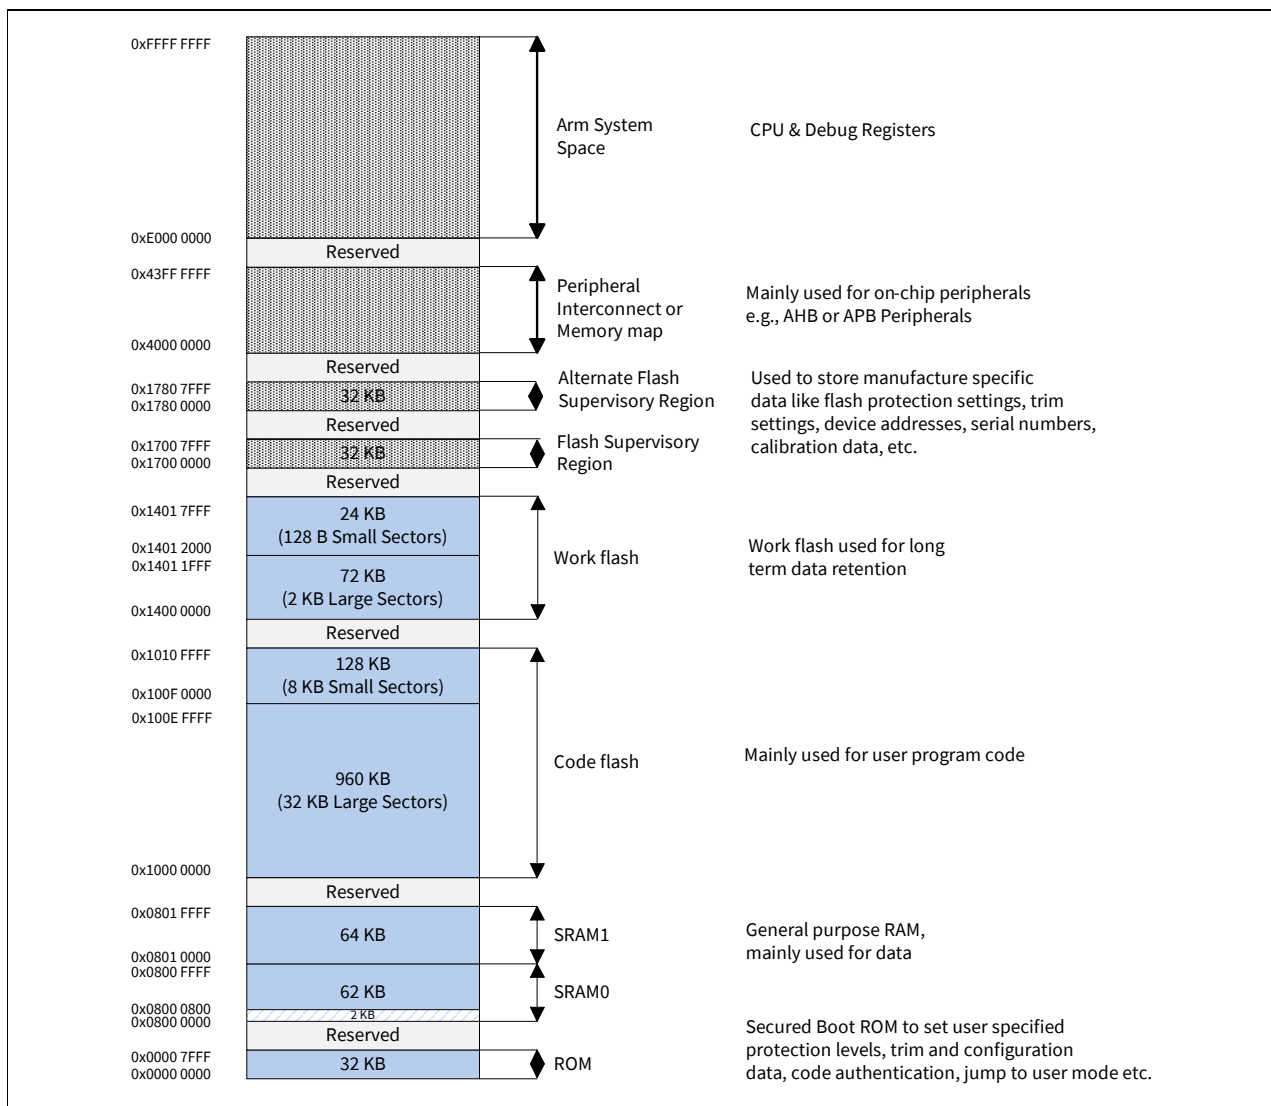 0xFFFF FFFF
Arm System
Space
CPU & Debug Registers
0xE000 0000
Reserved
0x43FF FFFF
Peripheral
Interconnect or
Memory map
Mainly used for on-chip peripherals
e.g., AHB or APB Peripherals
0x4000 0000
Reserved
0x1780 7FFF
0x1780 0000
32 KB
Alternate Flash
Supervisory Region
Used to store manufacture specific
data like flash protection settings, trim
settings, device addresses, serial numbers,
calibration data, etc.
Reserved
0x1700 7FFF
0x1700 0000
32 KB
Flash Supervisory
Region
Reserved
0x1401 7FFF
24 KB
(128 B Small Sectors)
0x1401 2000
0x1401 1FFF
72 KB
(2 KB Large Sectors)
0x1400 0000
Work flash
Work flash used for long
term data retention
Reserved
0x1010 FFFF
128 KB
(8 KB Small Sectors)
0x100F 0000
0x100E FFFF
960 KB
(32 KB Large Sectors)
0x1000 0000
Code flash
Mainly used for user program code
Reserved
0x0801 FFFF
64 KB
0x0801 0000
SRAM1
General purpose RAM,
mainly used for data
0x0800 FFFF
62 KB
SRAM0
0x0800 0800
2 KB
0x0800 0000
Reserved
0x0000 7FFF
0x0000 0000
32 KB
ROM
Secured Boot ROM to set user specified
protection levels, trim and configuration
data, code authentication, jump to user mode etc.